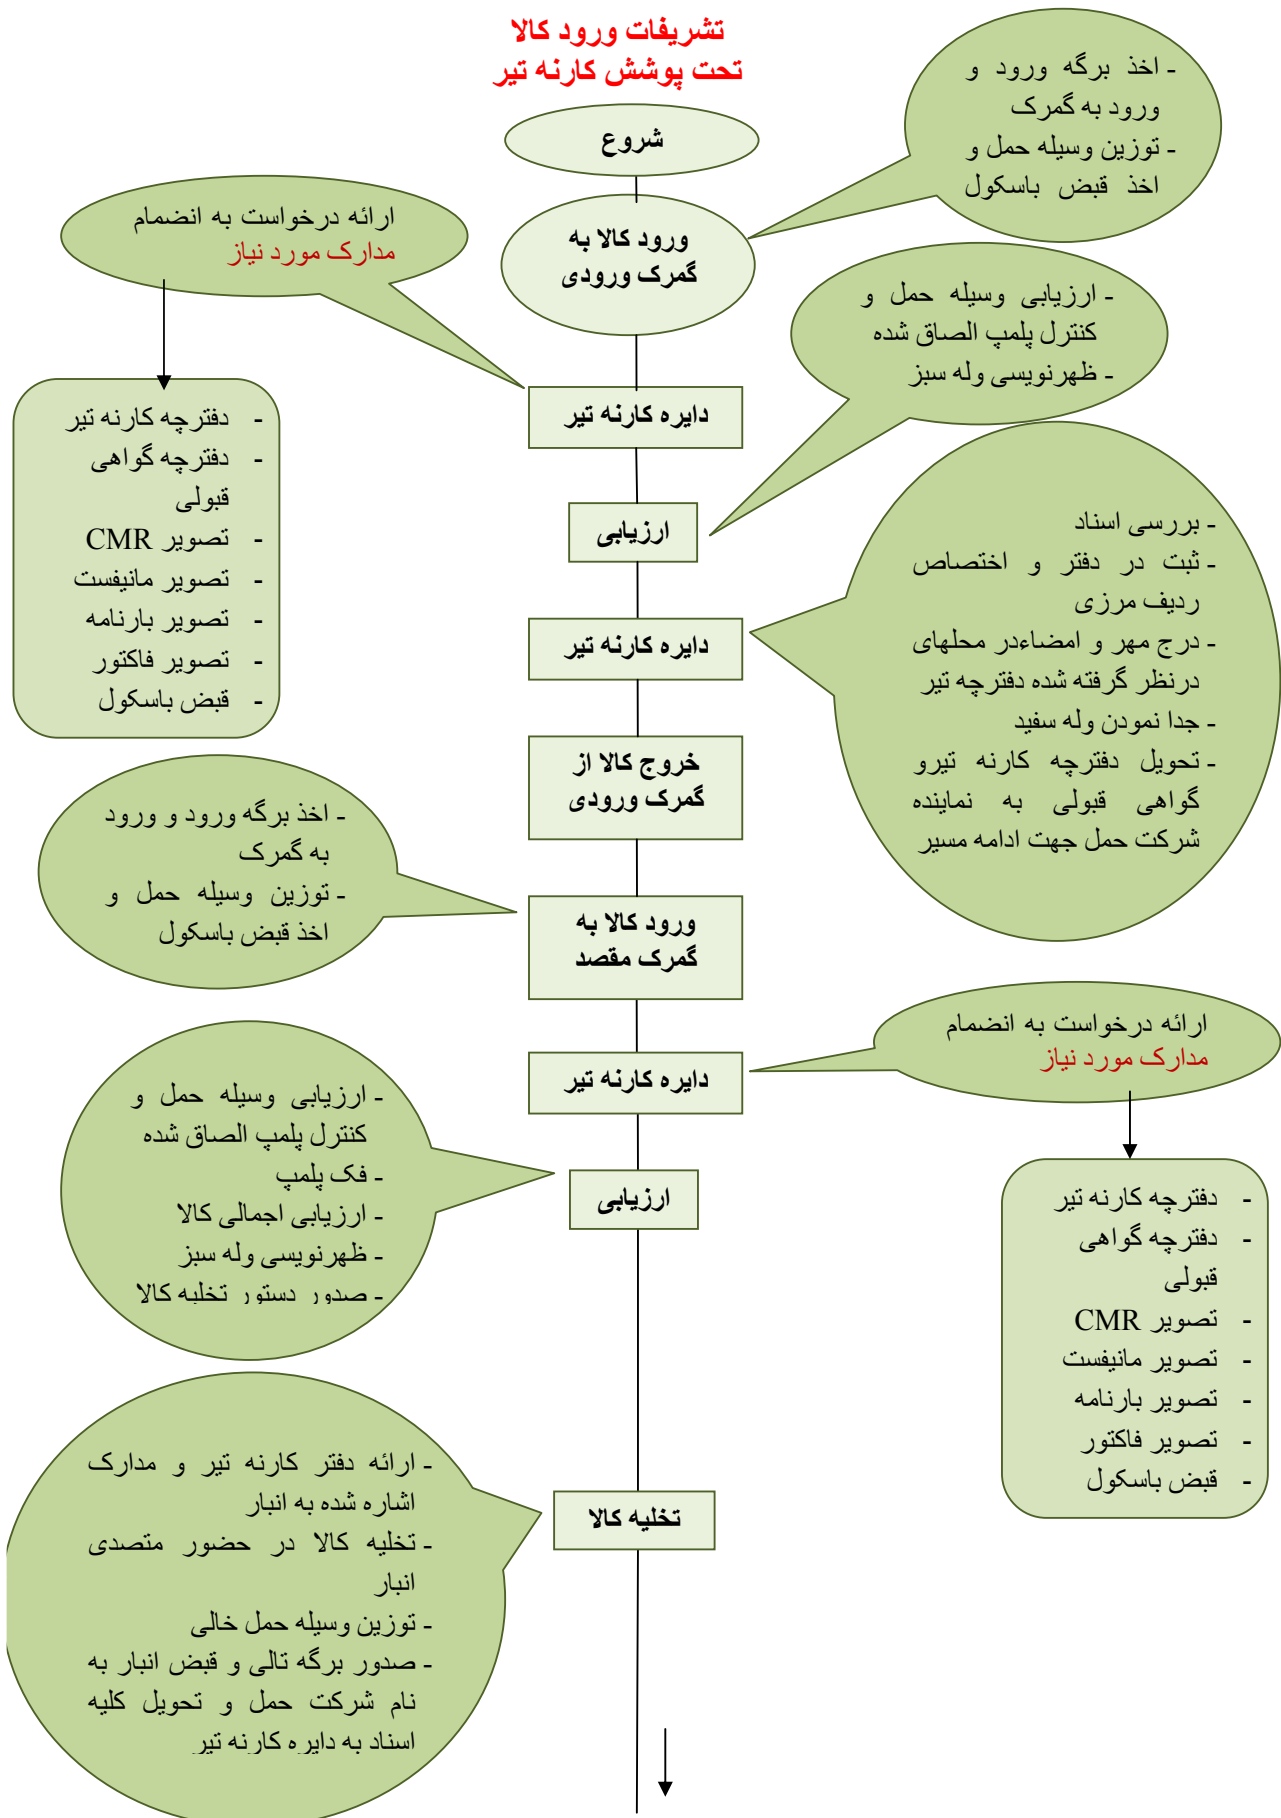 تشریفات ورود کالا
تحت پوشش کارنه تیر
شروع
- اخذ برگه ورود و
ورود به گمرک
- توزین وسیله حمل و
اخذ قبض باسکول
ورود کالا به
گمرک ورودی
ارائه درخواست به انضمام
مدارک مورد نیاز
- ارزیابی وسیله حمل و
کنترل پلمپ الصاق شده
- ظهرنویسی وله سبز
دایره کارنه تیر
- دفترچه کارنه تیر
- دفترچه گواهی
قبولی
- تصویر CMR
- تصویر مانیفست
- تصویر بارنامه
- تصویر فاکتور
- قبض باسکول
ارزیابی
- بررسی اسناد
- ثبت در دفتر و اختصاص
ردیف مرزی
- درج مهر و امضاءدر محلهای
درنظر گرفته شده دفترچه تیر
- جدا نمودن وله سفید
- تحویل دفترچه کارنه تیرو
گواهی قبولی به نماینده
شرکت حمل جهت ادامه مسیر
دایره کارنه تیر
خروج کالا از
گمرک ورودی
- اخذ برگه ورود و ورود
به گمرک
- توزین وسیله حمل و
اخذ قبض باسکول
ورود کالا به
گمرک مقصد
ارائه درخواست به انضمام
مدارک مورد نیاز
دایره کارنه تیر
- ارزیابی وسیله حمل و
کنترل پلمپ الصاق شده
- فک پلمپ
- ارزیابی اجمالی کالا
- ظهرنویسی وله سبز
- صدور دستور تخلیه کالا
ارزیابی
- دفترچه کارنه تیر
- دفترچه گواهی
قبولی
- تصویر CMR
- تصویر مانیفست
- تصویر بارنامه
- تصویر فاکتور
- قبض باسکول
- ارائه دفتر کارنه تیر و مدارک
اشاره شده به انبار
- تخلیه کالا در حضور متصدی
انبار
- توزین وسیله حمل خالی
- صدور برگه تالی و قبض انبار به
نام شرکت حمل و تحویل کلیه
اسناد به دایره کارنه تیر
تخلیه کالا